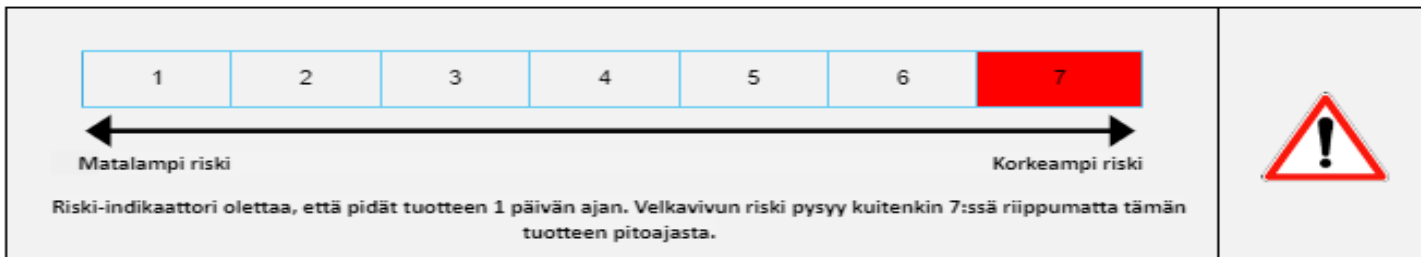 1 2 3 4 5 6 7
Matalampi riski Korkeampi riski
Riski-indikaattori olettaa, että pidät tuotteen 1 päivän ajan. Velkavivun riski pysyy kuitenkin 7:ssä riippumatta tämän
tuotteen pitoajasta.